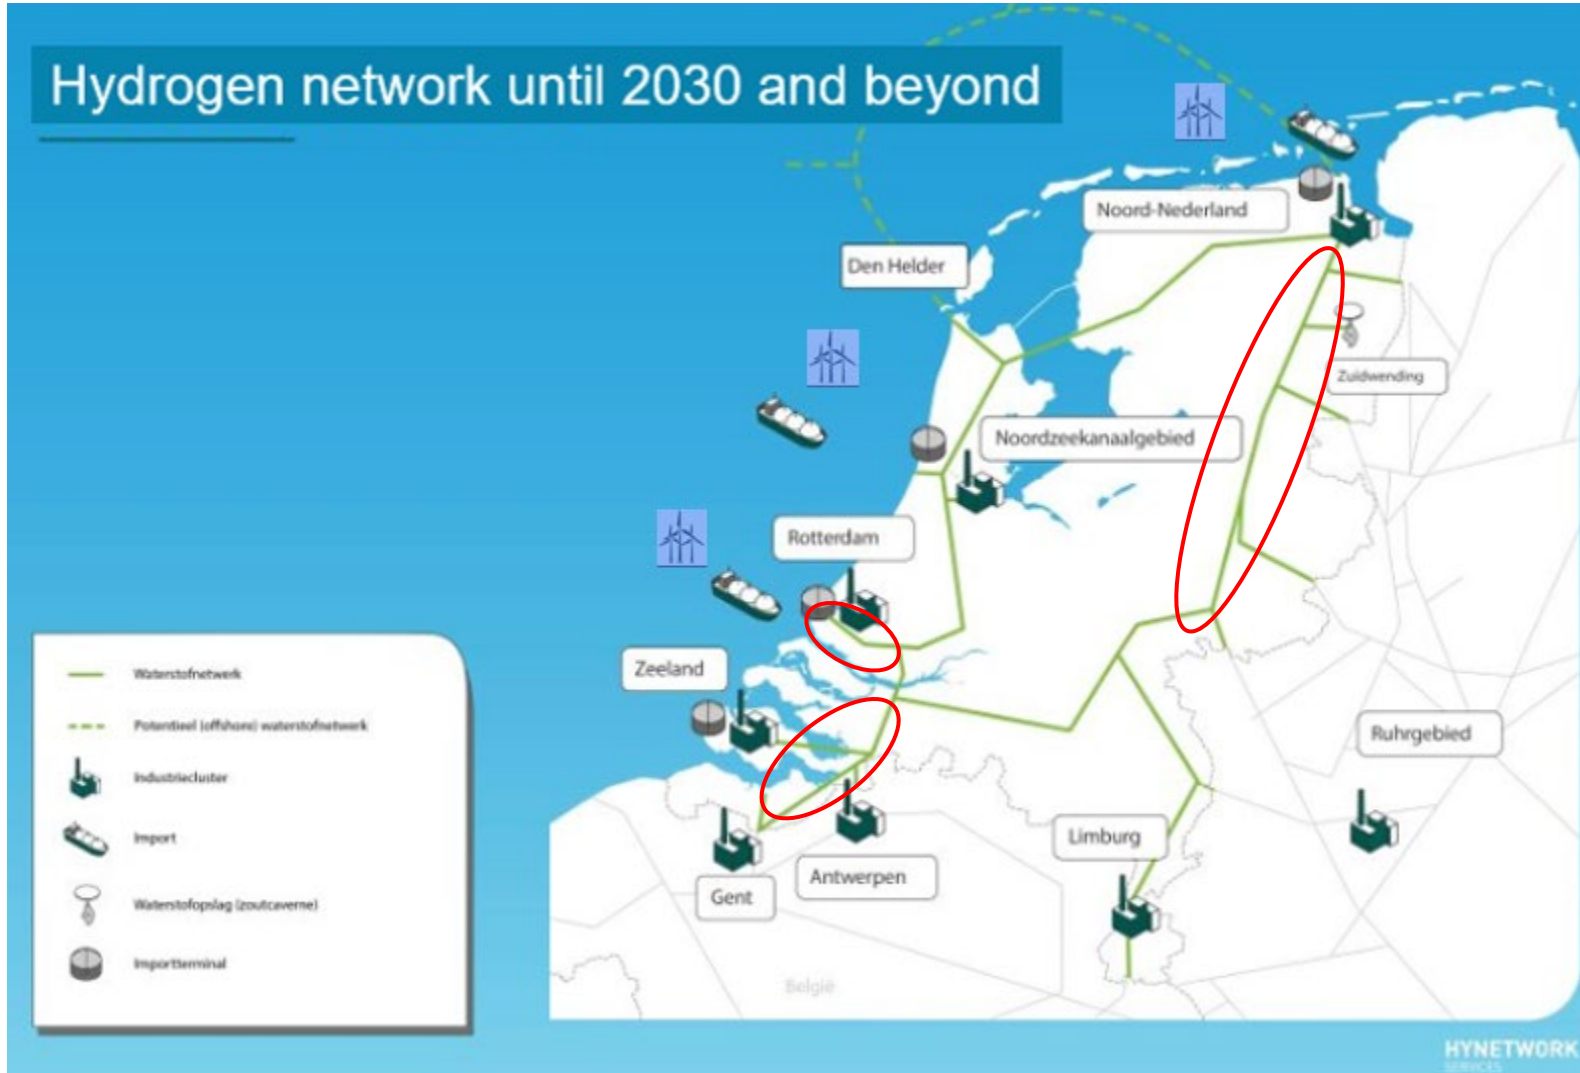 Hydrogen network until 2030 and beyond
Noord-Nederland
Den Helder
Zuidwending
Noordzeekanaalgebied
Rotterdam
Zeeland
Ruhrgebied
Limburg
Antwerpen
Gent
België
Waterstofnetwerk
Potentieel (offshore) waterstofnetwerk
Industriecluster
Import
Waterstofopslag (zoutcaverne)
Importterminal
HYNETWORK
SERVICES